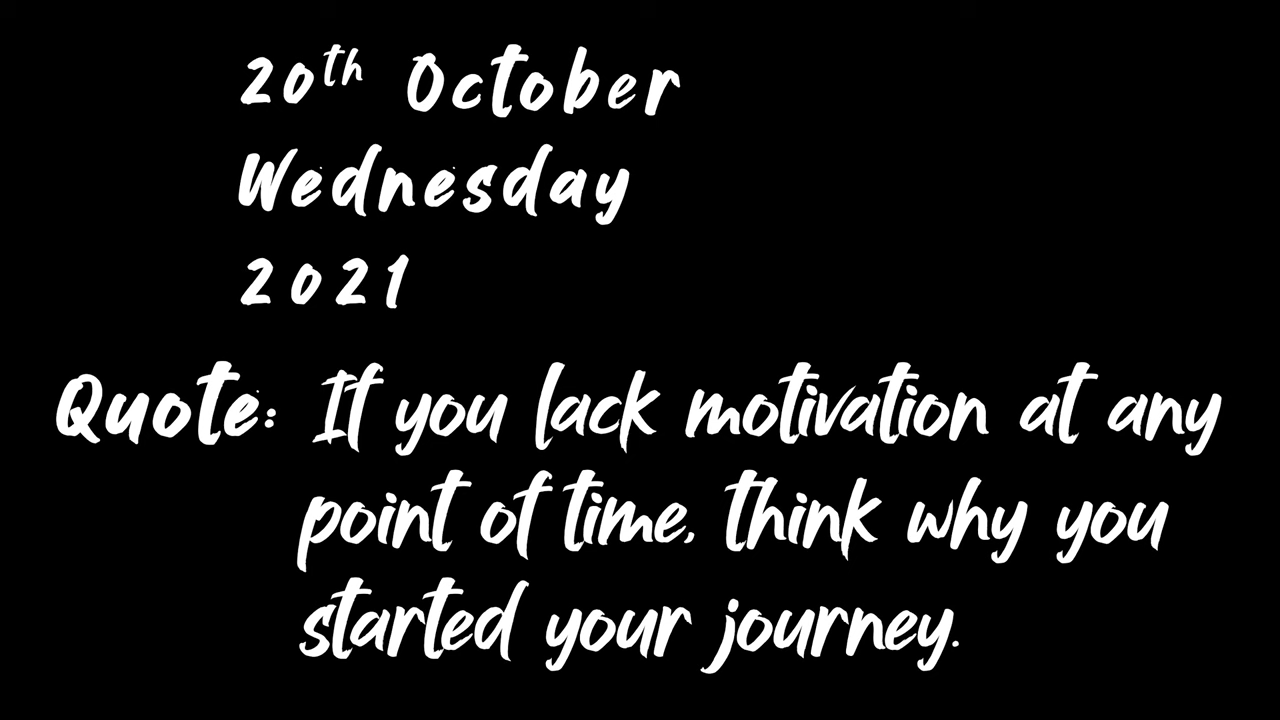 20th October
Wednesday
2021
Quote: If you lack motivation at any
point of time, think why you
started your journey.